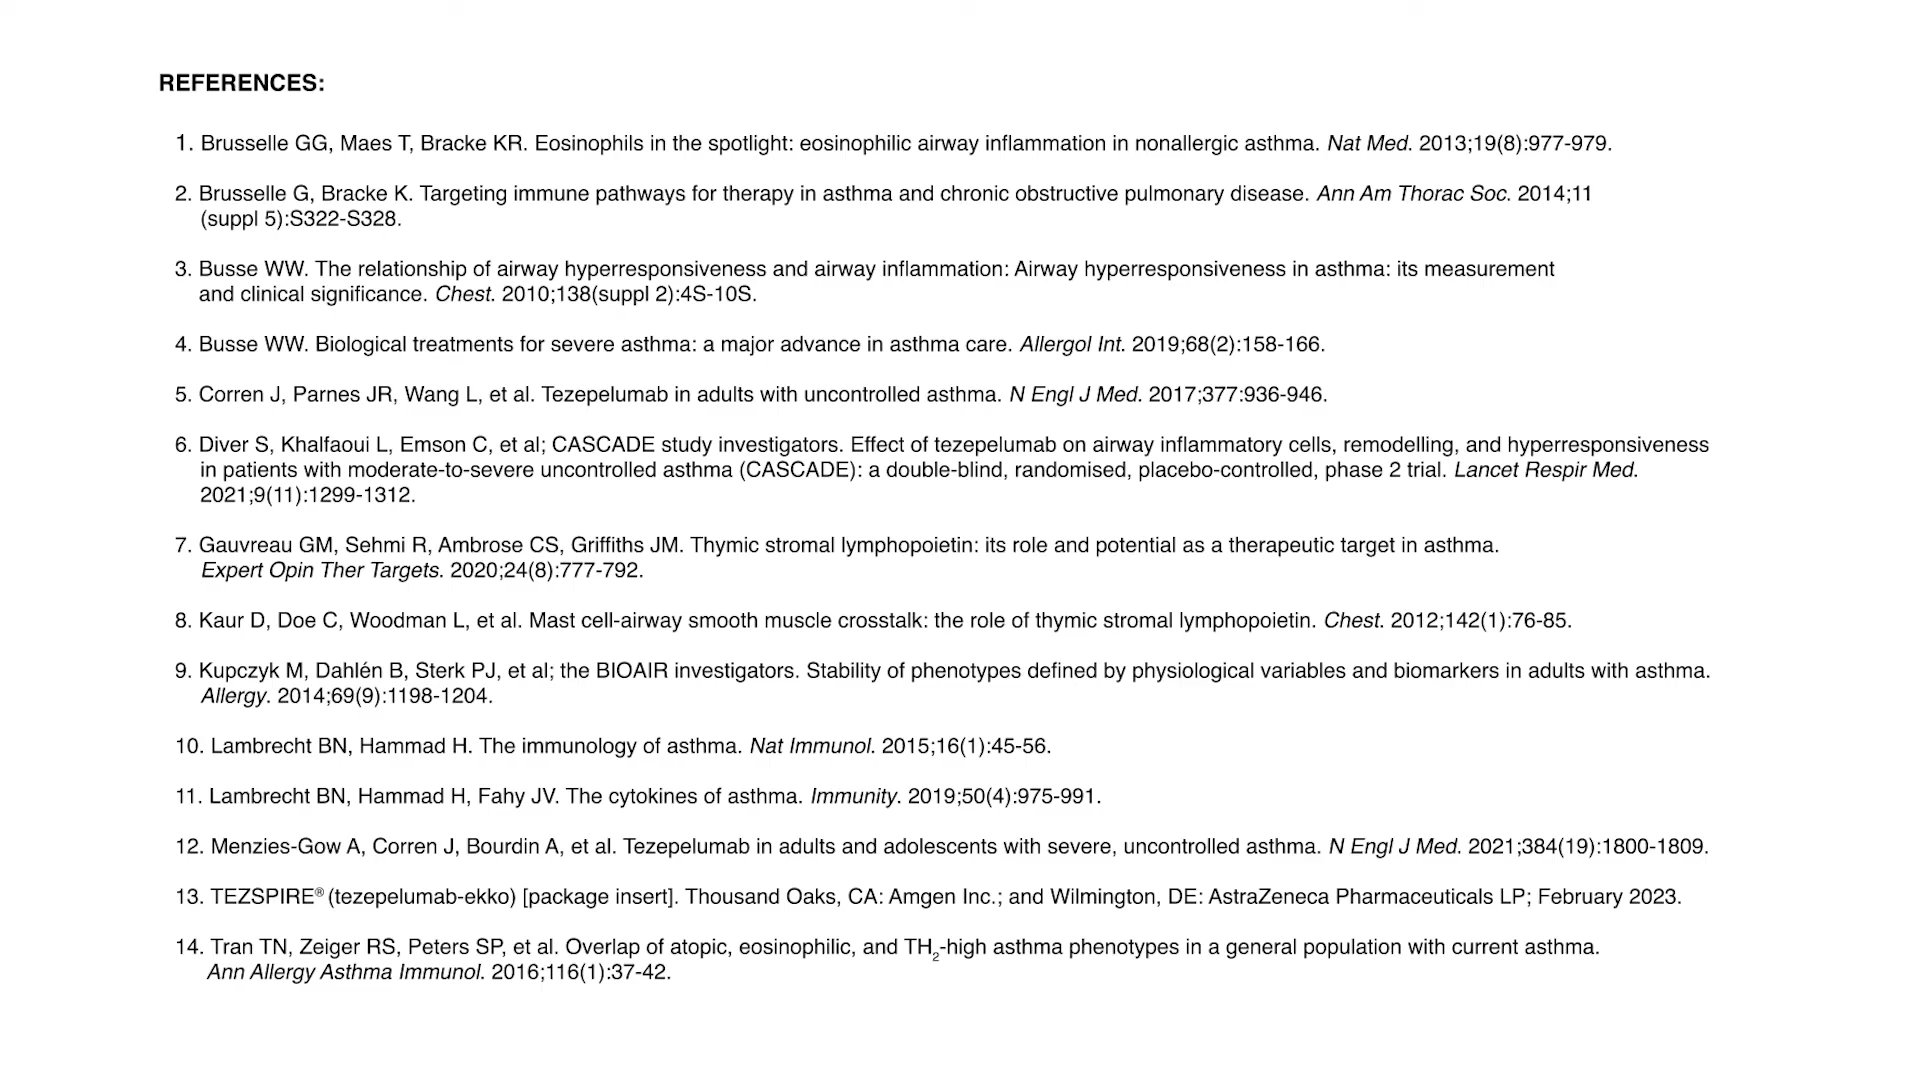 REFERENCES:
1. Brusselle GG, Maes T, Bracke KR. Eosinophils in the spotlight: eosinophilic airway inflammation in nonallergic asthma. Nat Med. 2013;19(8):977-979.
2. Brusselle G, Bracke K. Targeting immune pathways for therapy in asthma and chronic obstructive pulmonary disease. Ann Am Thorac Soc. 2014;11
(suppl 5):S322-S328.
3. Busse WW. The relationship of airway hyperresponsiveness and airway inflammation: Airway hyperresponsiveness in asthma: its measurement
and clinical significance. Chest. 2010;138(suppl 2):4S-10S.
4. Busse WW. Biological treatments for severe asthma: a major advance in asthma care. Allergol Int. 2019;68(2):158-166.
5. Corren J, Parnes JR, Wang L, et al. Tezepelumab in adults with uncontrolled asthma. N Engl J Med. 2017;377:936-946.
6. Diver S, Khalfaoui L, Emson C, et al; CASCADE study investigators. Effect of tezepelumab on airway inflammatory cells, remodelling, and hyperresponsiveness
in patients with moderate-to-severe uncontrolled asthma (CASCADE): a double-blind, randomised, placebo-controlled, phase 2 trial. Lancet Respir Med.
2021;9(11):1299-1312.
7. Gauvreau GM, Sehmi R, Ambrose CS, Griffiths JM. Thymic stromal lymphopoietin: its role and potential as a therapeutic target in asthma.
Expert Opin Ther Targets. 2020;24(8):777-792.
8. Kaur D, Doe C, Woodman L, et al. Mast cell-airway smooth muscle crosstalk: the role of thymic stromal lymphopoietin. Chest. 2012;142(1):76-85.
9. Kupczyk M, Dahlén B, Sterk PJ, et al; the BIOAIR investigators. Stability of phenotypes defined by physiological variables and biomarkers in adults with asthma.
Allergy. 2014;69(9):1198-1204.
10. Lambrecht BN, Hammad H. The immunology of asthma. Nat Immunol. 2015;16(1):45-56.
11. Lambrecht BN, Hammad H, Fahy JV. The cytokines of asthma. Immunity. 2019;50(4):975-991.
12. Menzies-Gow A, Corren J, Bourdin A, et al. Tezepelumab in adults and adolescents with severe, uncontrolled asthma. N Engl J Med. 2021;384(19):1800-1809.
13. TEZSPIRE® (tezepelumab-ekko) [package insert]. Thousand Oaks, CA: Amgen Inc.; and Wilmington, DE: AstraZeneca Pharmaceuticals LP; February 2023.
14. Tran TN, Zeiger RS, Peters SP, et al. Overlap of atopic, eosinophilic, and TH₂-high asthma phenotypes in a general population with current asthma.
Ann Allergy Asthma Immunol. 2016;116(1):37-42.